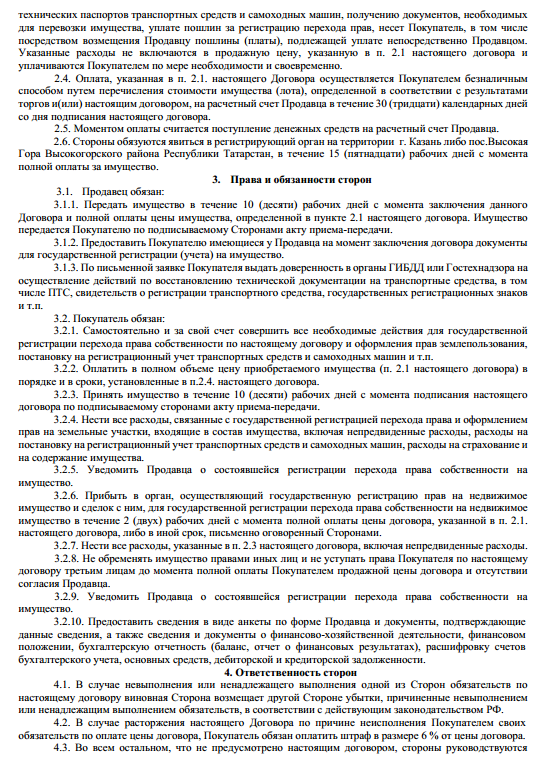 технических паспортов транспортных средств и самоходных машин, получению документов, необходимых
для перевозки имущества, уплате пошлин за регистрацию перехода прав, несет Покупатель, в том числе
посредством возмещения Продавцу пошлины (платы), подлежащей уплате непосредственно Продавцом.
Указанные расходы не включаются в продажную цену, указанную в п. 2.1 настоящего договора и
уплачиваются Покупателем по мере необходимости и своевременно.
2.4. Оплата, указанная в п. 2.1. настоящего Договора осуществляется Покупателем безналичным
способом путем перечисления стоимости имущества (лота), определенной в соответствии с результатами
торгов и(или) настоящим договором, на расчетный счет Продавца в течение 30 (тридцати) календарных дней
со дня подписания настоящего договора.
2.5. Моментом оплаты считается поступление денежных средств на расчетный счет Продавца.
2.6. Стороны обязуются явиться в регистрирующий орган на территории г. Казань либо пос.Высокая
Гора Высокогорского района Республики Татарстан, в течение 15 (пятнадцати) рабочих дней с момента
полной оплаты за имущество.
3. Права и обязанности сторон
3.1. Продавец обязан:
3.1.1. Передать имущество в течение 10 (десяти) рабочих дней с момента заключения данного
Договора и полной оплаты цены имущества, определенной в пункте 2.1 настоящего договора. Имущество
передается Покупателю по подписываемому Сторонами акту приема-передачи.
3.1.2. Предоставить Покупателю имеющиеся у Продавца на момент заключения договора документы
для государственной регистрации (учета) на имущество.
3.1.3. По письменной заявке Покупателя выдать доверенность в органы ГИБДД или Гостехнадзора на
осуществление действий по восстановлению технической документации на транспортные средства, в том
числе ПТС, свидетельств о регистрации транспортного средства, государственных регистрационных знаков
и т.п.
3.2. Покупатель обязан:
3.2.1. Самостоятельно и за свой счет совершить все необходимые действия для государственной
регистрации перехода права собственности по настоящему договору и оформления прав землепользования,
постановку на регистрационный учет транспортных средств и самоходных машин и т.п.
3.2.2. Оплатить в полном объеме цену приобретаемого имущества (п. 2.1 настоящего договора) в
порядке и в сроки, установленные в п.2.4. настоящего договора.
3.2.3. Принять имущество в течение 10 (десяти) рабочих дней с момента подписания настоящего
договора по подписываемому сторонами акту приема-передачи.
3.2.4. Нести все расходы, связанные с государственной регистрацией перехода права и оформлением
прав на земельные участки, входящие в состав имущества, включая непредвиденные расходы, расходы на
постановку на регистрационный учет транспортных средств и самоходных машин, расходы на страхование и
на содержание имущества.
3.2.5. Уведомить Продавца о состоявшейся регистрации перехода права собственности на
имущество.
3.2.6. Прибыть в орган, осуществляющий государственную регистрацию прав на недвижимое
имущество и сделок с ним, для государственной регистрации перехода права собственности на недвижимое
имущество в течение 2 (двух) рабочих дней с момента полной оплаты цены договора, указанной в п. 2.1.
настоящего договора, либо в иной срок, письменно оговоренный Сторонами.
3.2.7. Нести все расходы, указанные в п. 2.3 настоящего договора, включая непредвиденные расходы.
3.2.8. Не обременять имущество правами иных лиц и не уступать права Покупателя по настоящему
договору третьим лицам до момента полной оплаты Покупателем продажной цены договора и отсутствии
согласия Продавца.
3.2.9. Уведомить Продавца о состоявшейся регистрации перехода права собственности на
имущество.
3.2.10. Предоставить сведения в виде анкеты по форме Продавца и документы, подтверждающие
данные сведения, а также сведения и документы о финансово-хозяйственной деятельности, финансовом
положении, бухгалтерскую отчетность (баланс, отчет о финансовых результатах), расшифровку счетов
бухгалтерского учета, основных средств, дебиторской и кредиторской задолженности.
4. Ответственность сторон
4.1. В случае невыполнения или ненадлежащего выполнения одной из Сторон обязательств по
настоящему договору виновная Сторона возмещает другой Стороне убытки, причиненные невыполнением
или ненадлежащим выполнением обязательств, в соответствии с действующим законодательством РФ.
4.2. В случае расторжения настоящего Договора по причине неисполнения Покупателем своих
обязательств по оплате цены договора, Покупатель обязан оплатить штраф в размере 6 % от цены договора.
4.3. Во всем остальном, что не предусмотрено настоящим договором, стороны руководствуются